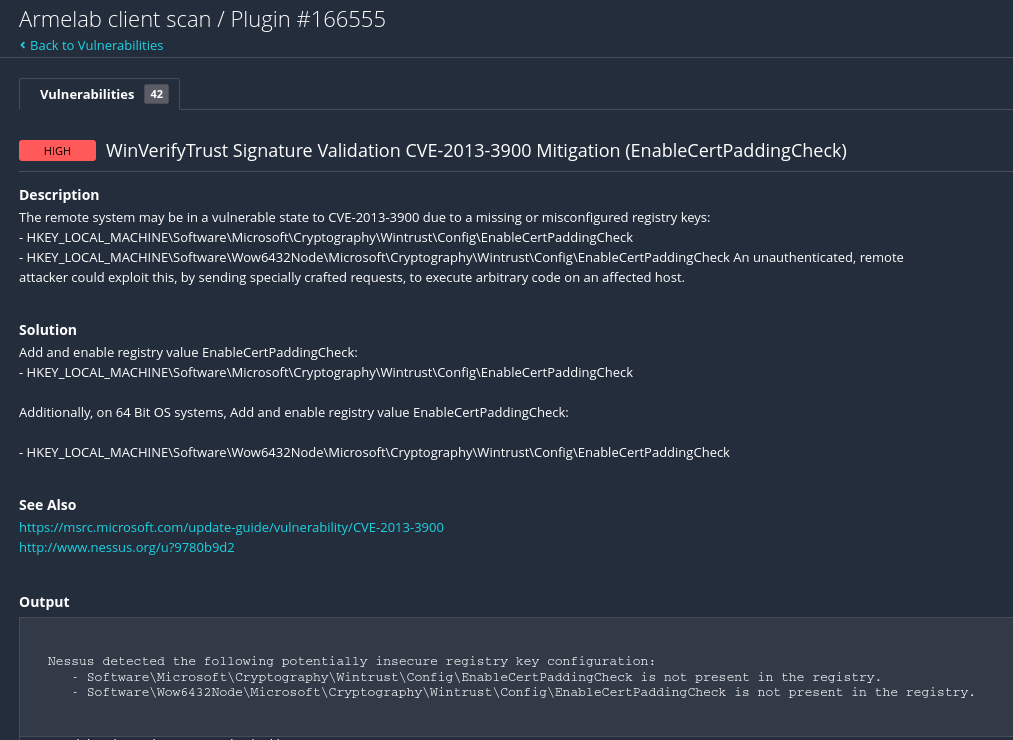 Armelab client scan / Plugin #166555
‹ Back to Vulnerabilities
Vulnerabilities 42
HIGH WinVerifyTrust Signature Validation CVE-2013-3900 Mitigation (EnableCertPaddingCheck)
Description
The remote system may be in a vulnerable state to CVE-2013-3900 due to a missing or misconfigured registry keys:
- HKEY_LOCAL_MACHINE\Software\Microsoft\Cryptography\Wintrust\Config\EnableCertPaddingCheck
- HKEY_LOCAL_MACHINE\Software\Wow6432Node\Microsoft\Cryptography\Wintrust\Config\EnableCertPaddingCheck An unauthenticated, remote
attacker could exploit this, by sending specially crafted requests, to execute arbitrary code on an affected host.
Solution
Add and enable registry value EnableCertPaddingCheck:
- HKEY_LOCAL_MACHINE\Software\Microsoft\Cryptography\Wintrust\Config\EnableCertPaddingCheck
Additionally, on 64 Bit OS systems, Add and enable registry value EnableCertPaddingCheck:
- HKEY_LOCAL_MACHINE\Software\Wow6432Node\Microsoft\Cryptography\Wintrust\Config\EnableCertPaddingCheck
See Also
https://msrc.microsoft.com/update-guide/vulnerability/CVE-2013-3900
http://www.nessus.org/u?9780b9d2
Output
Nessus detected the following potentially insecure registry key configuration:
- Software\Microsoft\Cryptography\Wintrust\Config\EnableCertPaddingCheck is not present in the registry.
- Software\Wow6432Node\Microsoft\Cryptography\Wintrust\Config\EnableCertPaddingCheck is not present in the registry.